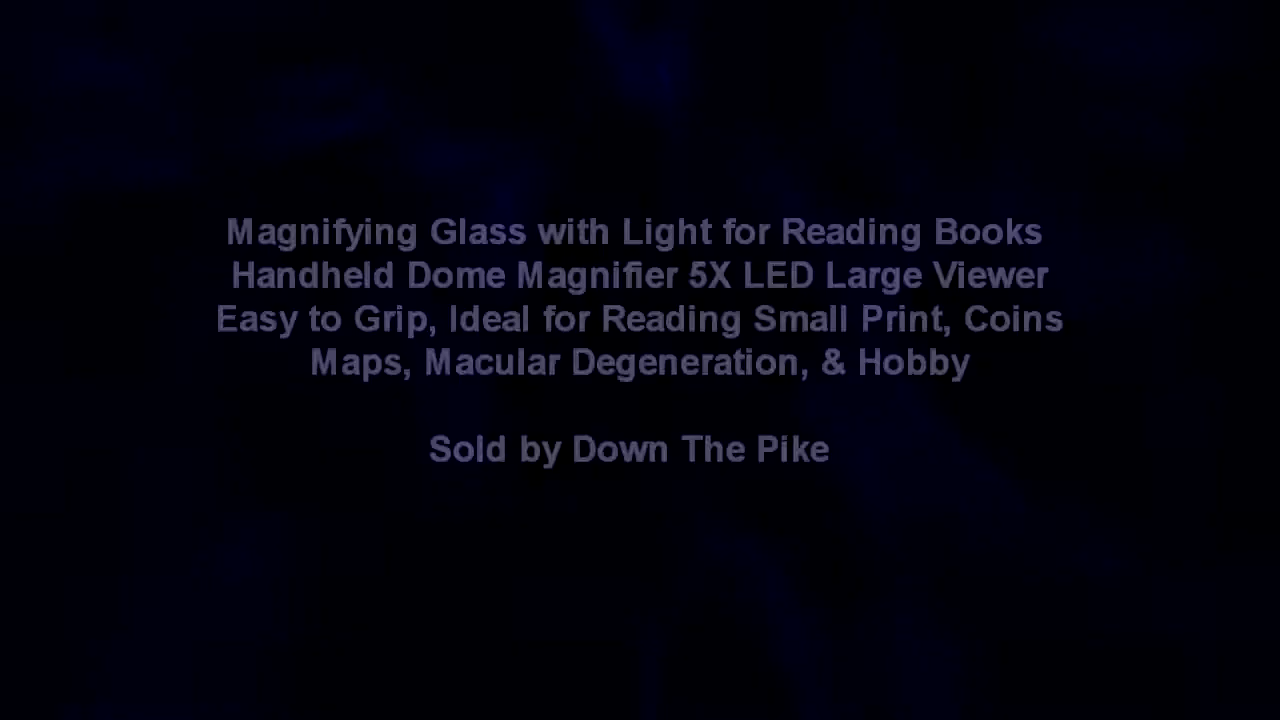 Magnifying Glass with Light for Reading Books
Handheld Dome Magnifier 5X LED Large Viewer
Easy to Grip, Ideal for Reading Small Print, Coins
Maps, Macular Degeneration, & Hobby
Sold by Down The Pike